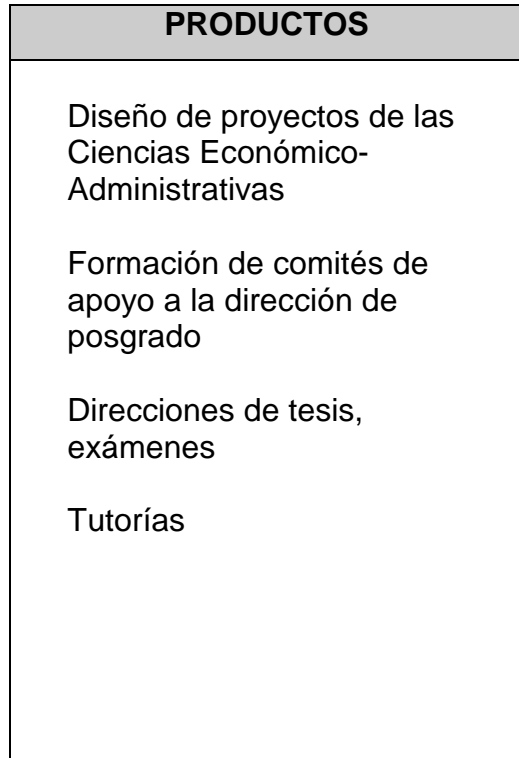 PRODUCTOS
Diseño de proyectos de las
Ciencias Económico-
Administrativas
Formación de comités de
apoyo a la dirección de
posgrado
Direcciones de tesis,
exámenes
Tutorías